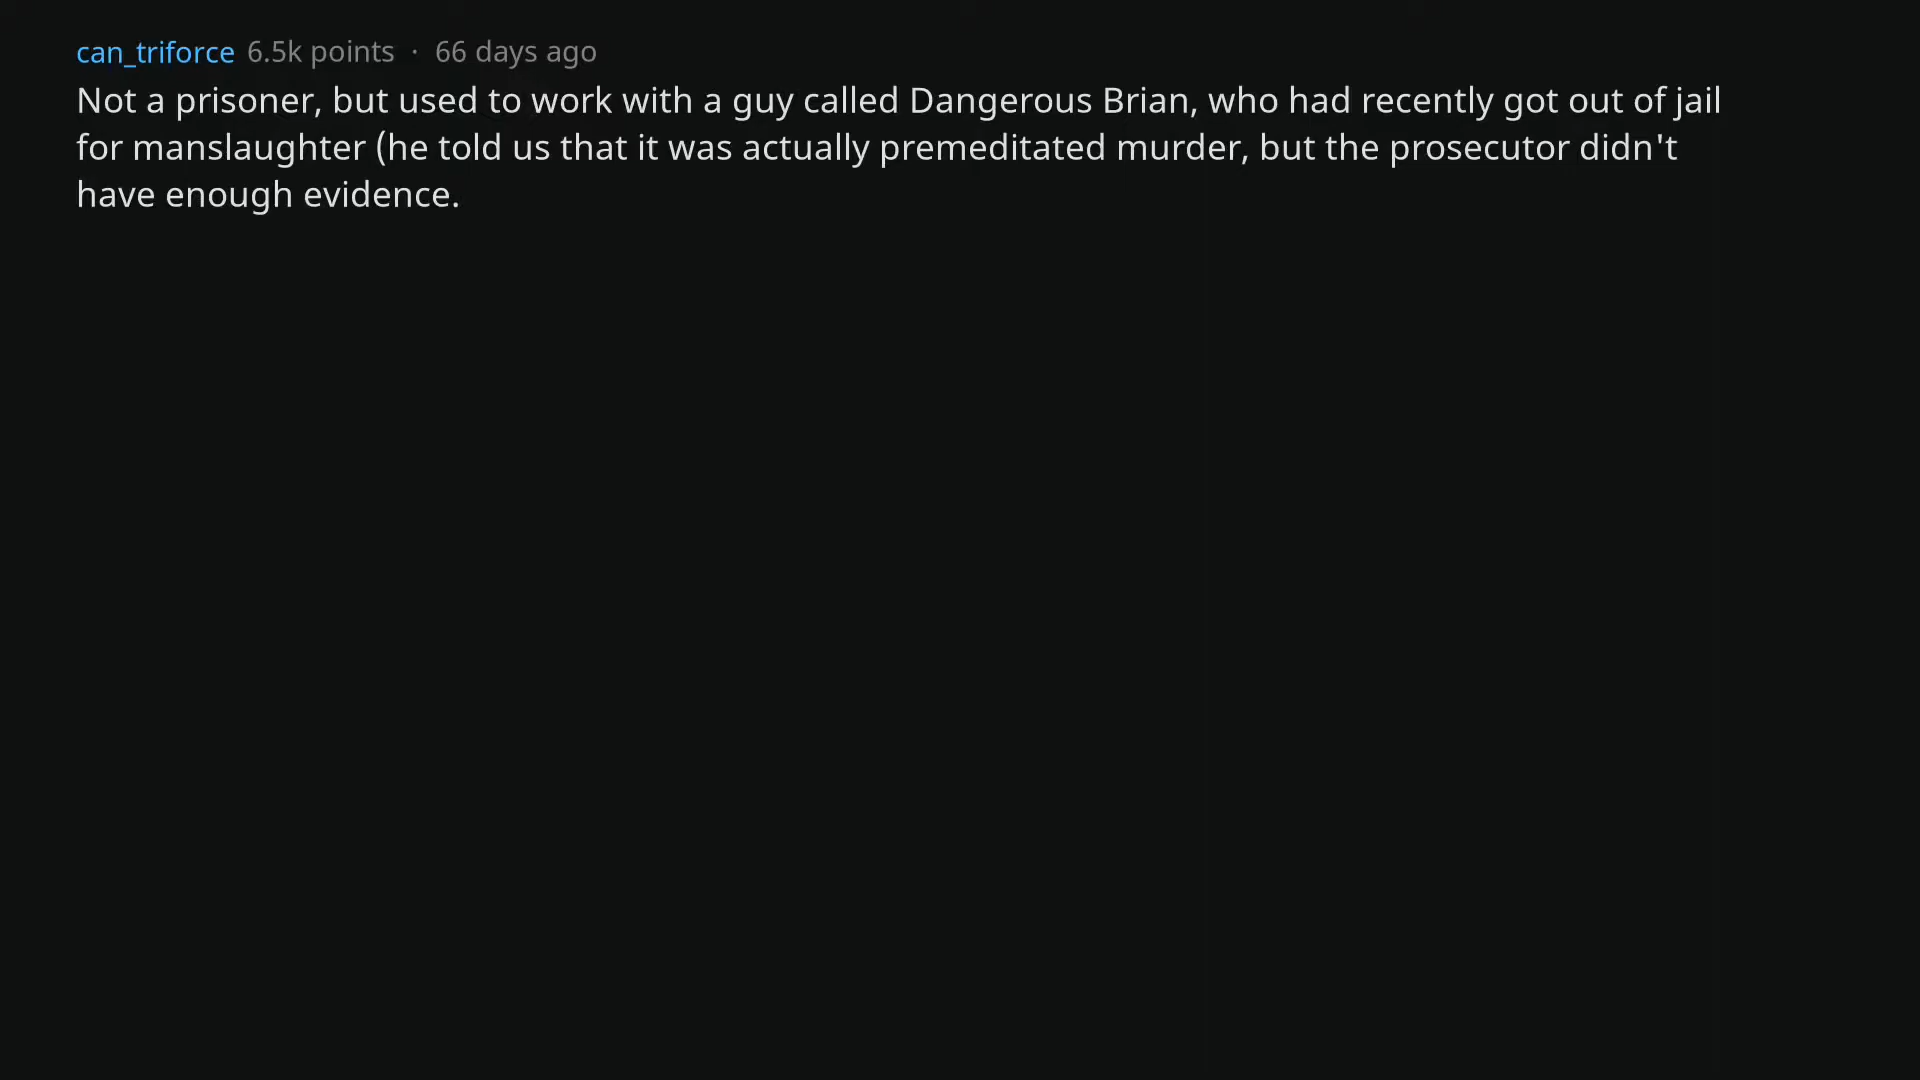 can_triforce 6.5k points · 66 days ago
Not a prisoner, but used to work with a guy called Dangerous Brian, who had recently got out of jail
for manslaughter (he told us that it was actually premeditated murder, but the prosecutor didn't
have enough evidence.